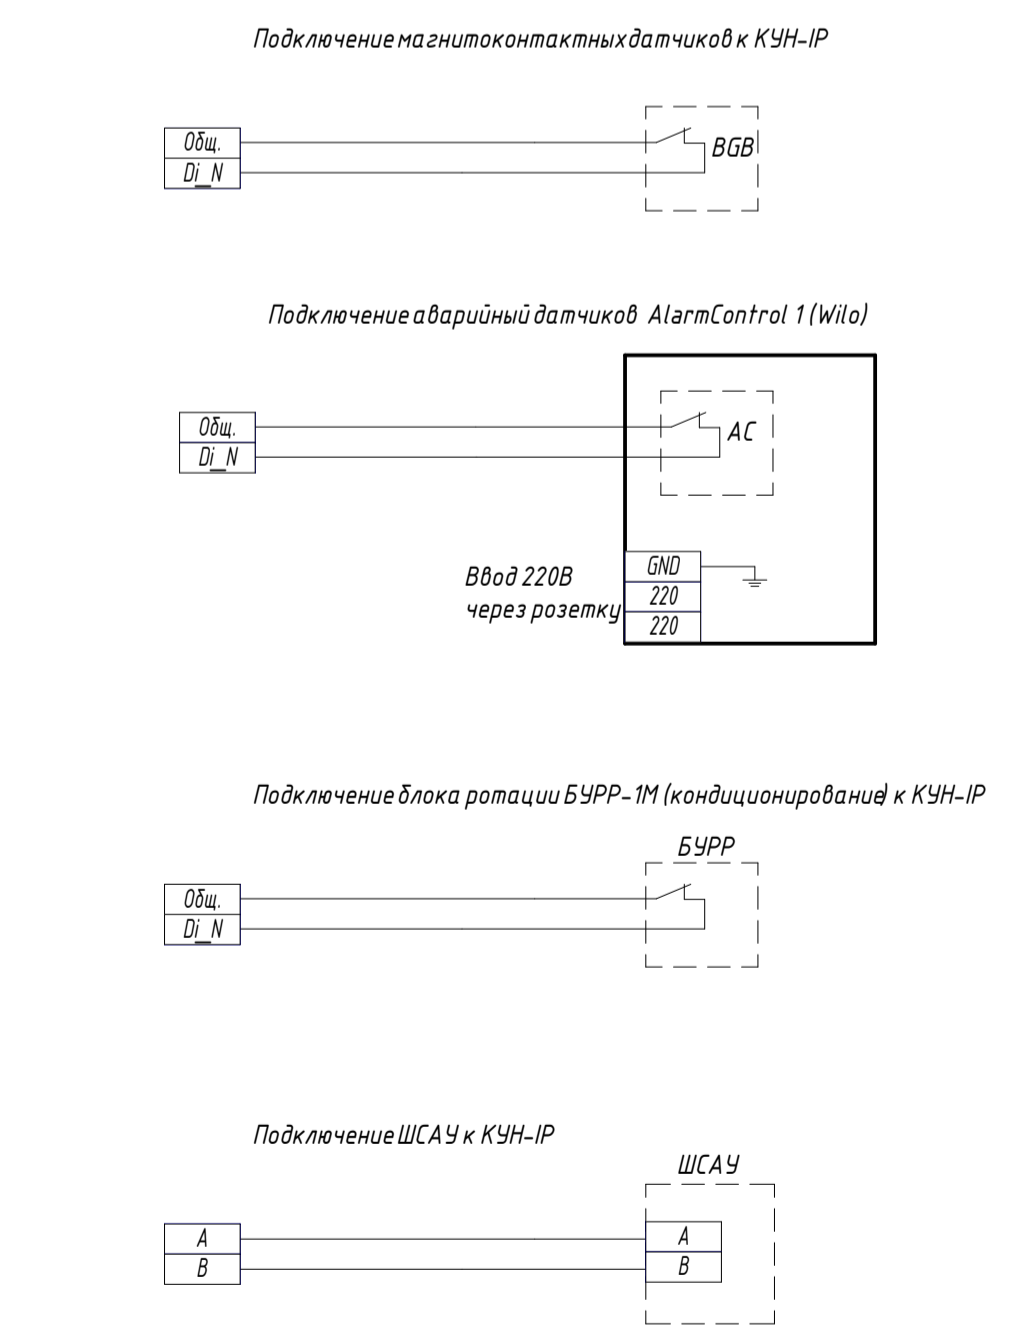 Подключение магнитоконтактных датчиков к КУН-IP
Общ.
Di_N
BGB
Подключение аварийный датчиков AlarmControl 1 (Wilo)
Общ.
Di_N
AC
Ввод 220В
через розетку
GND
220
220
Подключение блока ротации БУРР-1М (кондиционирование) к КУН-IP
БУРР
Общ.
Di_N
Подключение ШСАУ к КУН-IP
ШСАУ
A
B
A
B